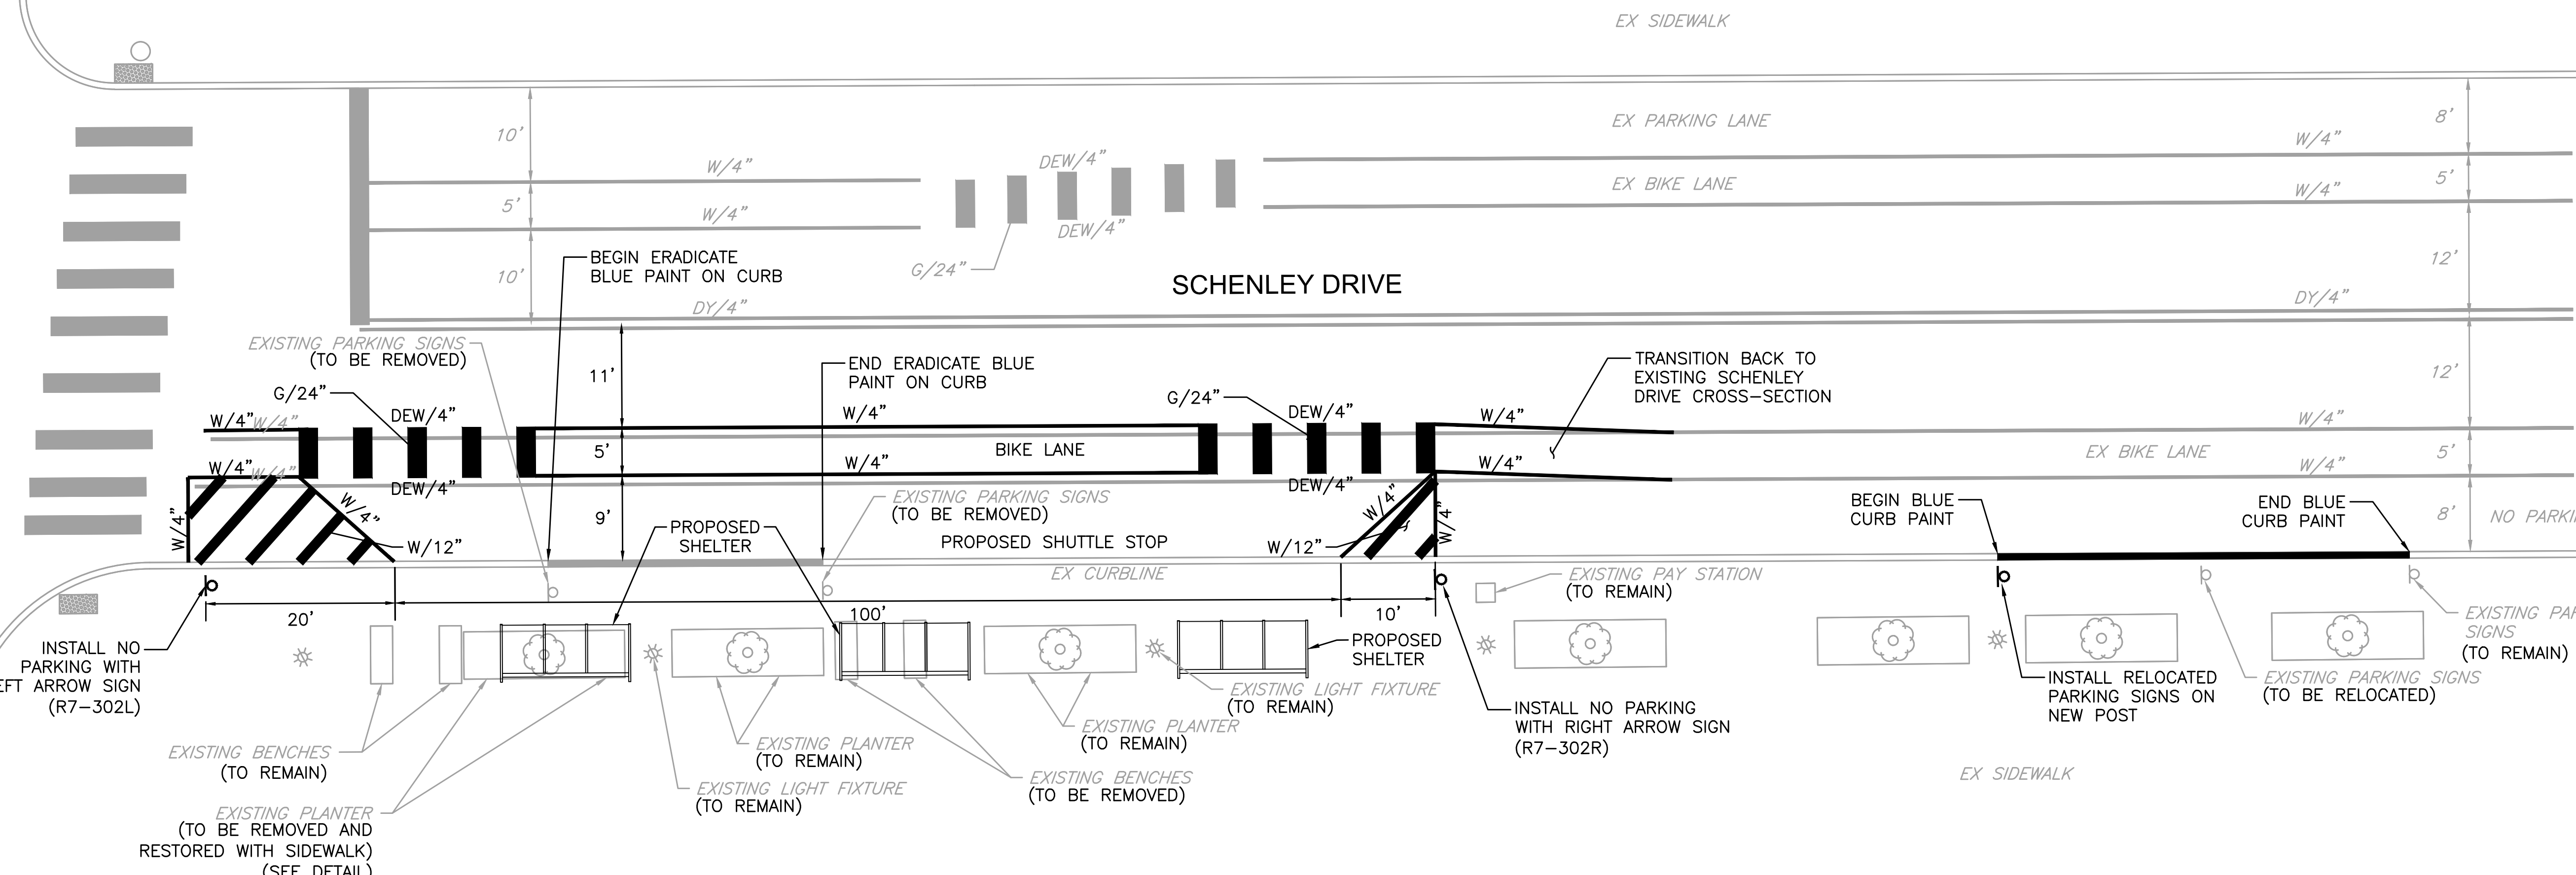 EX SIDEWALK
10'
W/4"
DEW/4"
EX PARKING LANE
W/4"
8'
5'
W/4"
DEW/4"
EX BIKE LANE
W/4"
5'
10'
G/24"
BEGIN ERADICATE
BLUE PAINT ON CURB
SCHENLEY DRIVE
12'
DY/4"
DY/4"
EXISTING PARKING SIGNS
(TO BE REMOVED)
11'
END ERADICATE BLUE
PAINT ON CURB
TRANSITION BACK TO
EXISTING SCHENLEY
DRIVE CROSS-SECTION
12'
G/24"
W/4"
W/4"
DEW/4"
W/4"
G/24"
DEW/4"
W/4"
W/4"
5'
BIKE LANE
EX BIKE LANE
5'
W/4"
W/4"
DEW/4"
W/4"
DEW/4"
W/4"
W/4"
W/4"
W/4"
W/12"
9'
PROPOSED
SHELTER
EXISTING PARKING SIGNS
(TO BE REMOVED)
PROPOSED SHUTTLE STOP
W/4"
W/4"
W/12"
BEGIN BLUE
CURB PAINT
END BLUE
CURB PAINT
8'
NO PARKI
EX CURBLINE
EXISTING PAY STATION
(TO REMAIN)
20'
100'
10'
INSTALL NO
PARKING WITH
EFT ARROW SIGN
(R7-302L)
PROPOSED
SHELTER
EXISTING PAR
SIGNS
(TO REMAIN)
EXISTING LIGHT FIXTURE
(TO REMAIN)
INSTALL NO PARKING
WITH RIGHT ARROW SIGN
(R7-302R)
INSTALL RELOCATED
PARKING SIGNS ON
NEW POST
EXISTING PARKING SIGNS
(TO BE RELOCATED)
EXISTING BENCHES
(TO REMAIN)
EXISTING PLANTER
(TO REMAIN)
EXISTING PLANTER
(TO REMAIN)
EXISTING LIGHT FIXTURE
(TO REMAIN)
EXISTING BENCHES
(TO BE REMOVED)
EX SIDEWALK
EXISTING PLANTER
(TO BE REMOVED AND
RESTORED WITH SIDEWALK)
(SEE DETAIL)